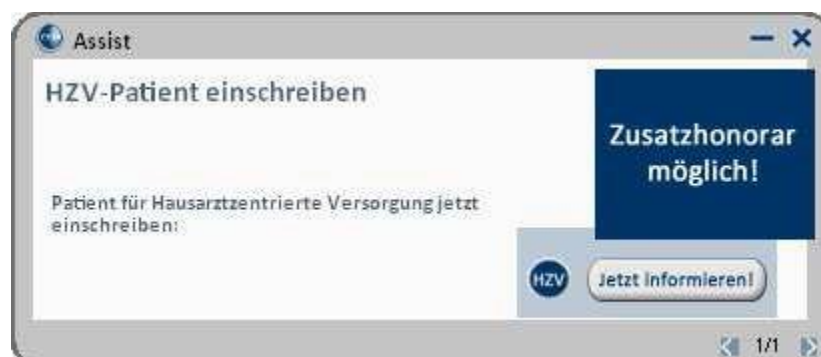 Assist
HZV-Patient einschreiben
Zusatzhonorar
möglich!
Patient für Hausarztzentrierte Versorgung jetzt
einschreiben:
HZV
Jetzt informieren!
1/1